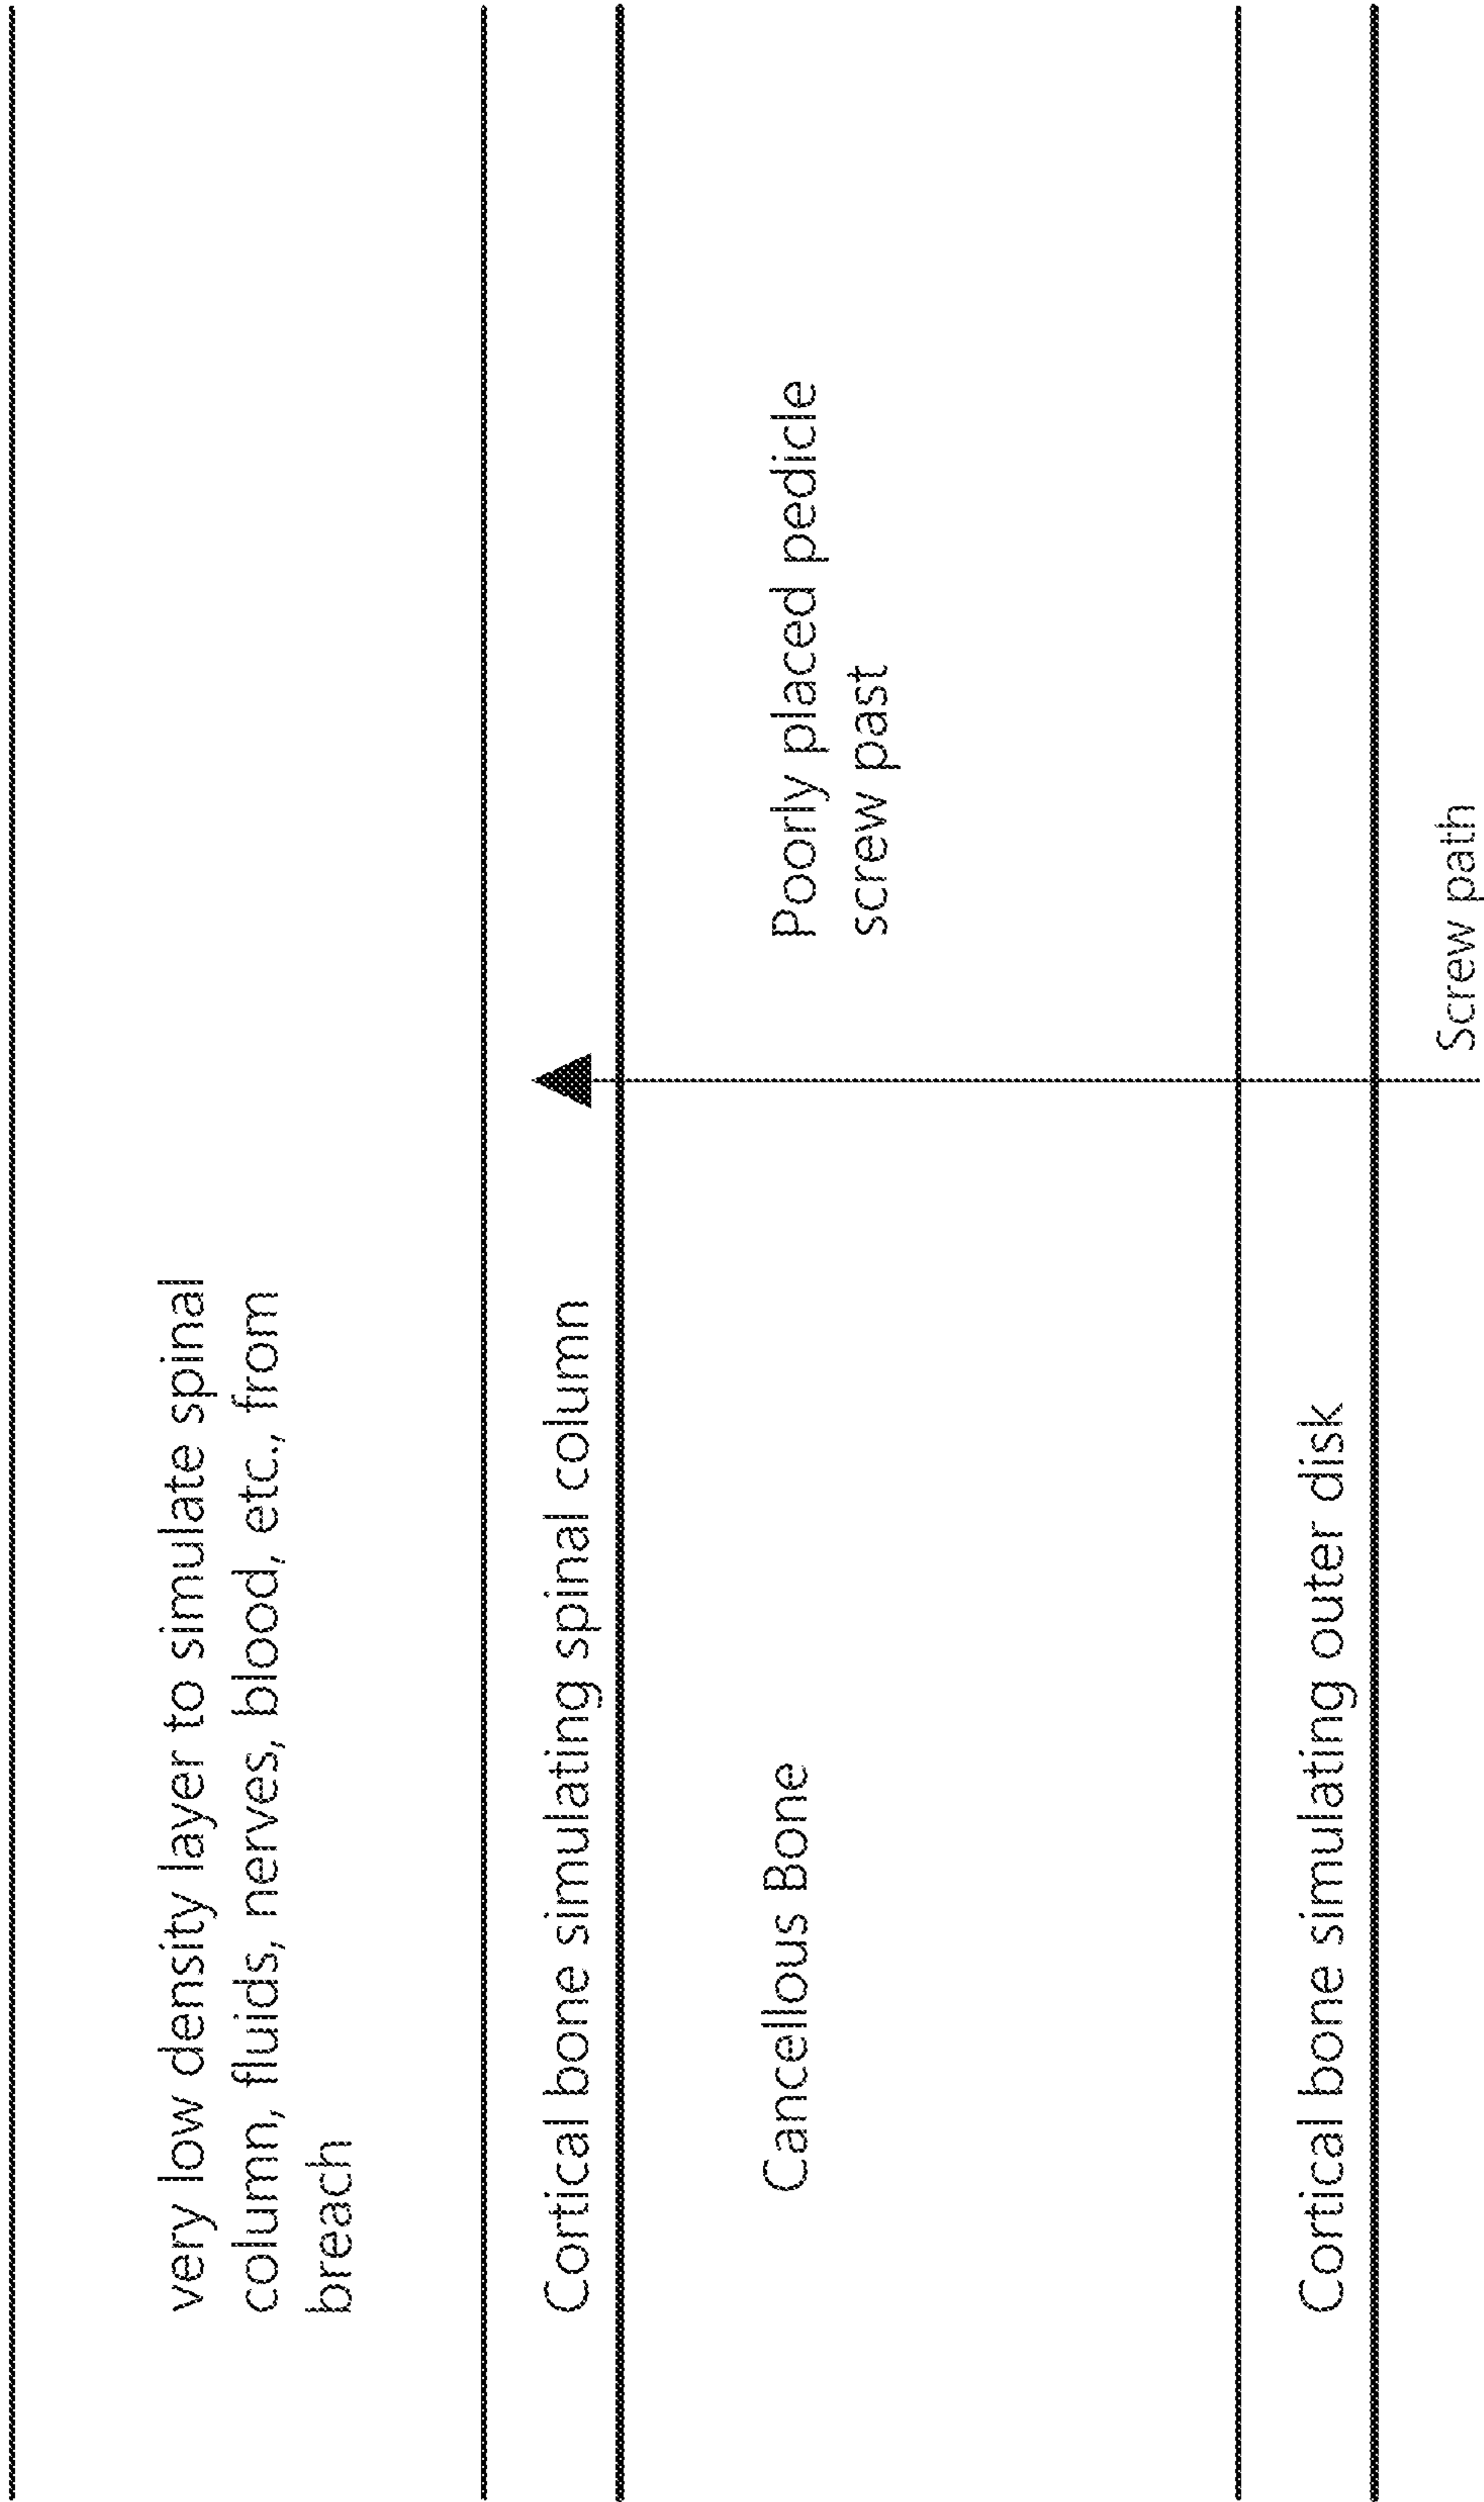 very low density layer to simulate spinal
column, fluids, nerves, blood, etc., from
breach
Cortical bone simulating spinal column
Poorly placed pedicle
screw past
Cancellous Bone
Cortical bone simulating outer disk
Screw path